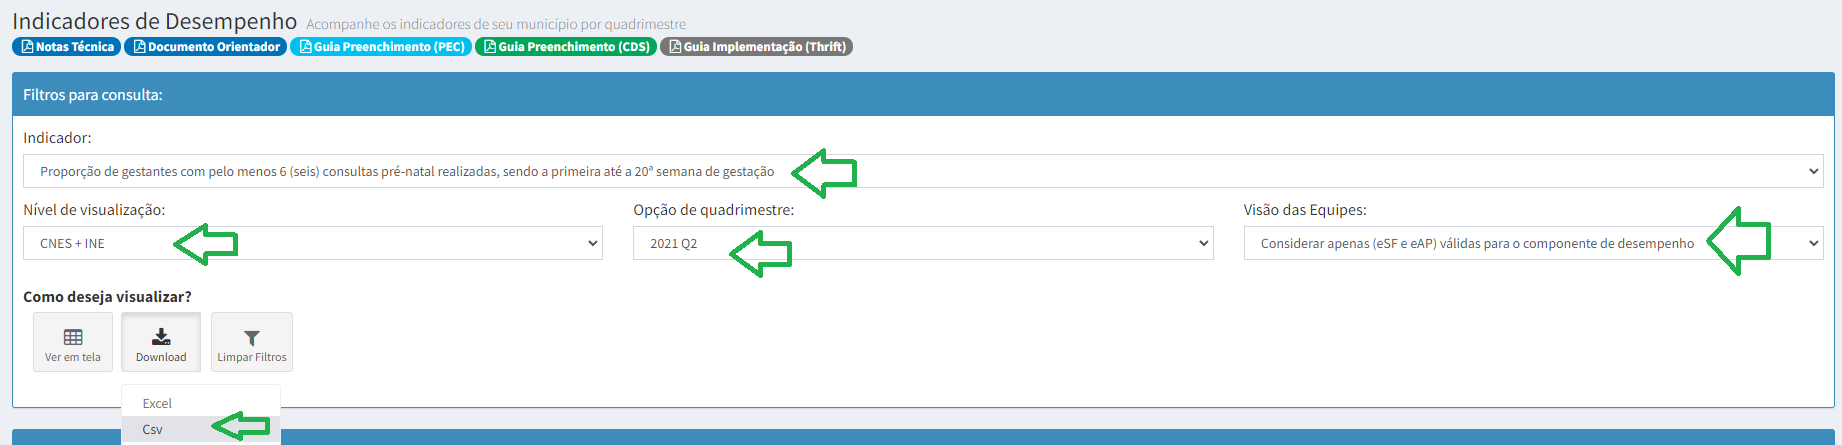 Indicadores de Desempenho Acompanhe os indicadores de seu município por quadrimestre
Notas Técnica Documento Orientador Guia Preenchimento (PEC) Guia Preenchimento (CDS) Guia Implementação (Thrift)
Filtros para consulta:
Indicador:
Proporção de gestantes com pelo menos 6 (seis) consultas pré-natal realizadas, sendo a primeira até a 20ª semana de gestação
Nível de visualização: Opção de quadrimestre: Visão das Equipes:
CNES + INE 2021 Q2 Considerar apenas (eSF e eAP) válidas para o componente de desempenho
Como deseja visualizar?
Ver em tela Download Limpar Filtros
Excel
Csv